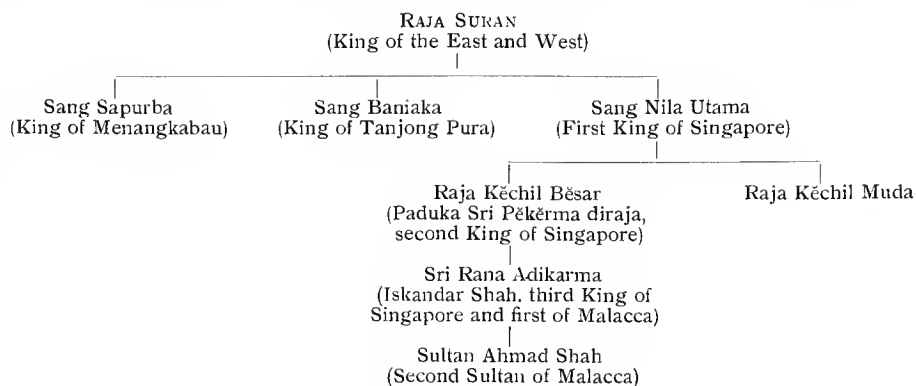 RAJA SURAN
(King of the East and West)
Sang Sapurba
(King of Menangkabau)
Sang Baniaka
(King of Tanjong Pura)
Sang Nila Utama
(First King of Singapore)
Raja Kĕchil Bĕsar
(Paduka Sri Pĕkĕrma diraja,
second King of Singapore)
Raja Kĕchil Muda
Sri Rana Adikarma
(Iskandar Shah. third King of
Singapore and first of Malacca)
Sultan Ahmad Shah
(Second Sultan of Malacca)